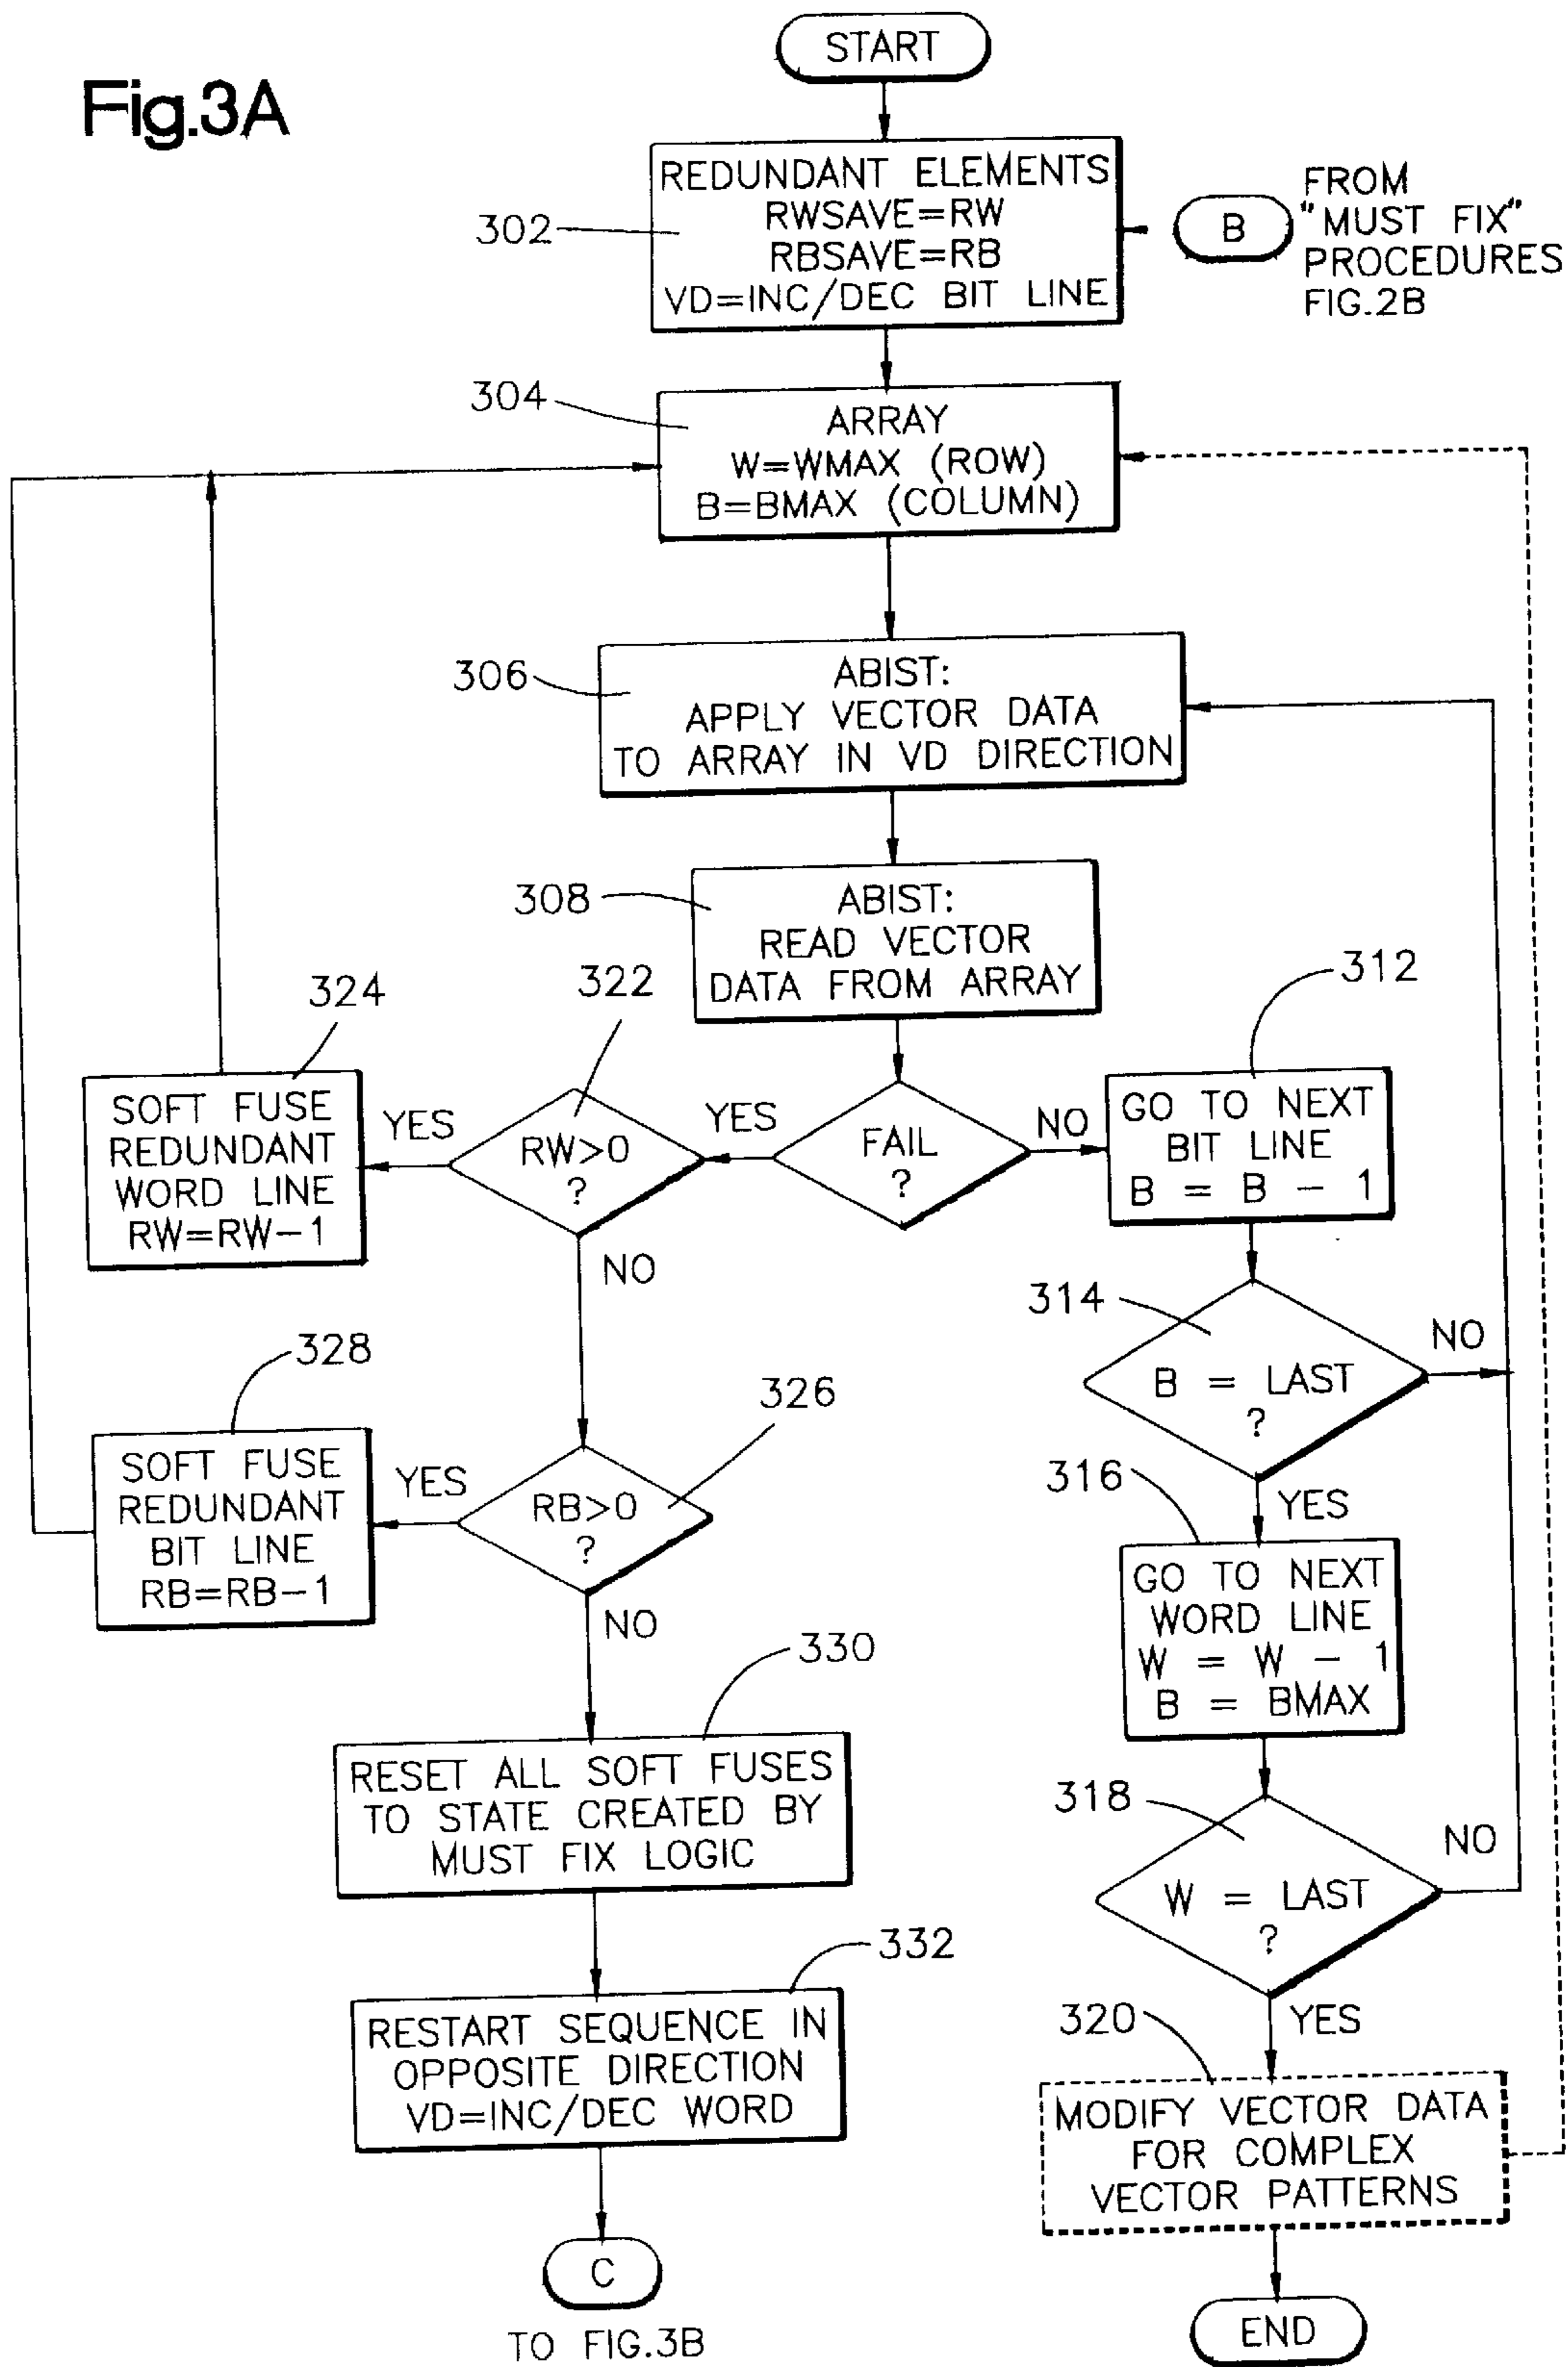 Fig.3A
START
302
REDUNDANT ELEMENTS
RWSAVE=RW
RBSAVE=RB
VD=INC/DEC BIT LINE
B
FROM
"MUST FIX"
PROCEDURES
FIG.2B
304
ARRAY
W=WMAX (ROW)
B=BMAX (COLUMN)
306
ABIST:
APPLY VECTOR DATA
TO ARRAY IN VD DIRECTION
308
ABIST:
READ VECTOR
DATA FROM ARRAY
FAIL
?
YES
NO
322
RW>0
?
YES
NO
324
SOFT FUSE
REDUNDANT
WORD LINE
RW=RW-1
312
GO TO NEXT
BIT LINE
B = B - 1
314
B = LAST
?
NO
YES
326
RB>0
?
YES
NO
328
SOFT FUSE
REDUNDANT
BIT LINE
RB=RB-1
316
GO TO NEXT
WORD LINE
W = W - 1
B = BMAX
330
RESET ALL SOFT FUSES
TO STATE CREATED BY
MUST FIX LOGIC
318
W = LAST
?
NO
YES
332
RESTART SEQUENCE IN
OPPOSITE DIRECTION
VD=INC/DEC WORD
320
MODIFY VECTOR DATA
FOR COMPLEX
VECTOR PATTERNS
C
TO FIG.3B
END